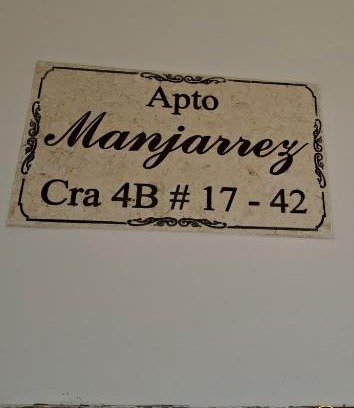 Apto
Manjarrez
Cra 4B # 17 - 42